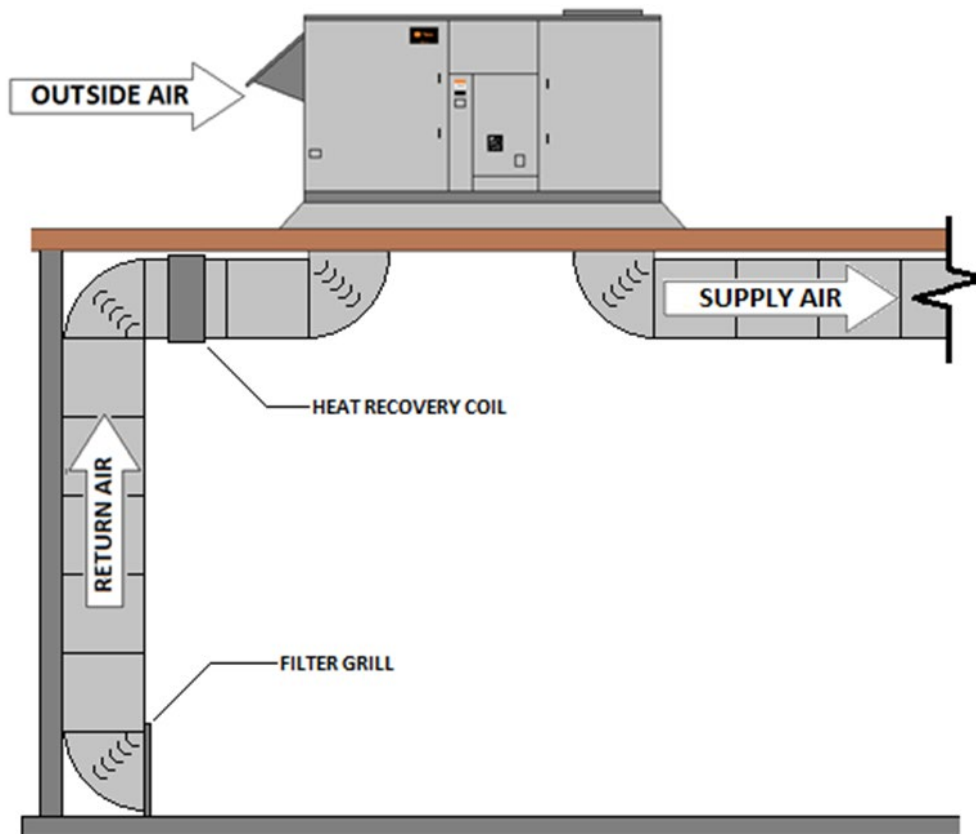 OUTSIDE AIR
SUPPLY AIR
HEAT RECOVERY COIL
RETURN AIR
FILTER GRILL